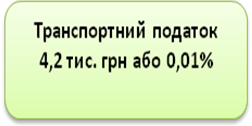 Транспортний податок
4,2 тис. грн або 0,01%